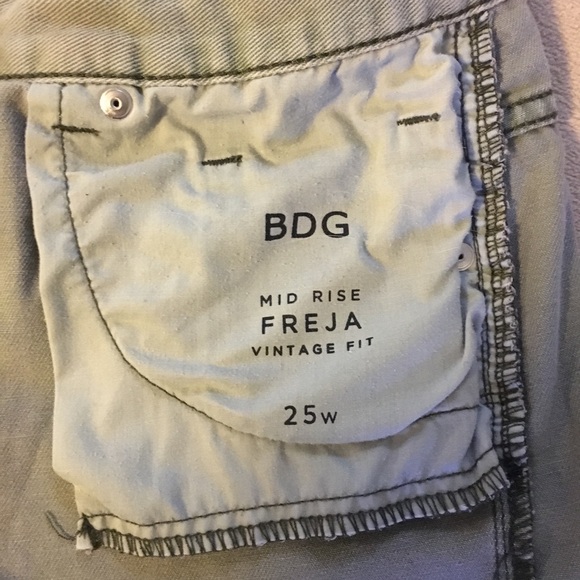 BDG
MID RISE
FREJA
VINTAGE FIT
25W